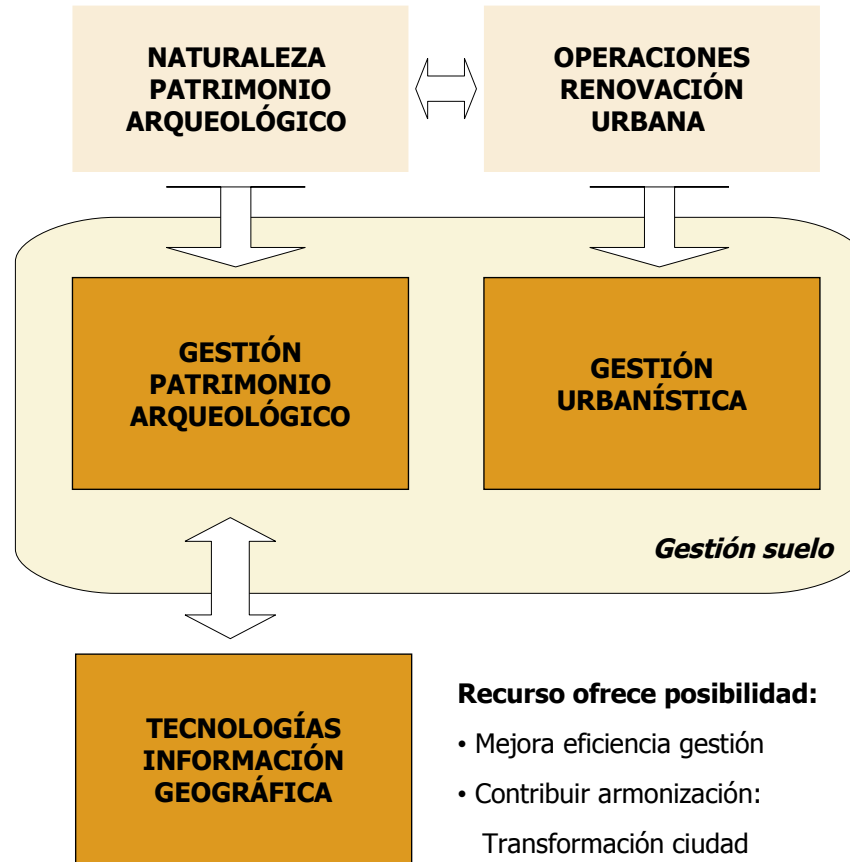 NATURALEZA
PATRIMONIO
ARQUEOLÓGICO
OPERACIONES
RENOVACIÓN
URBANA
GESTIÓN
PATRIMONIO
ARQUEOLÓGICO
GESTIÓN
URBANÍSTICA
Gestión suelo
TECNOLOGÍAS
INFORMACIÓN
GEOGRÁFICA
Recurso ofrece posibilidad:
• Mejora eficiencia gestión
• Contribuir armonización:
Transformación ciudad